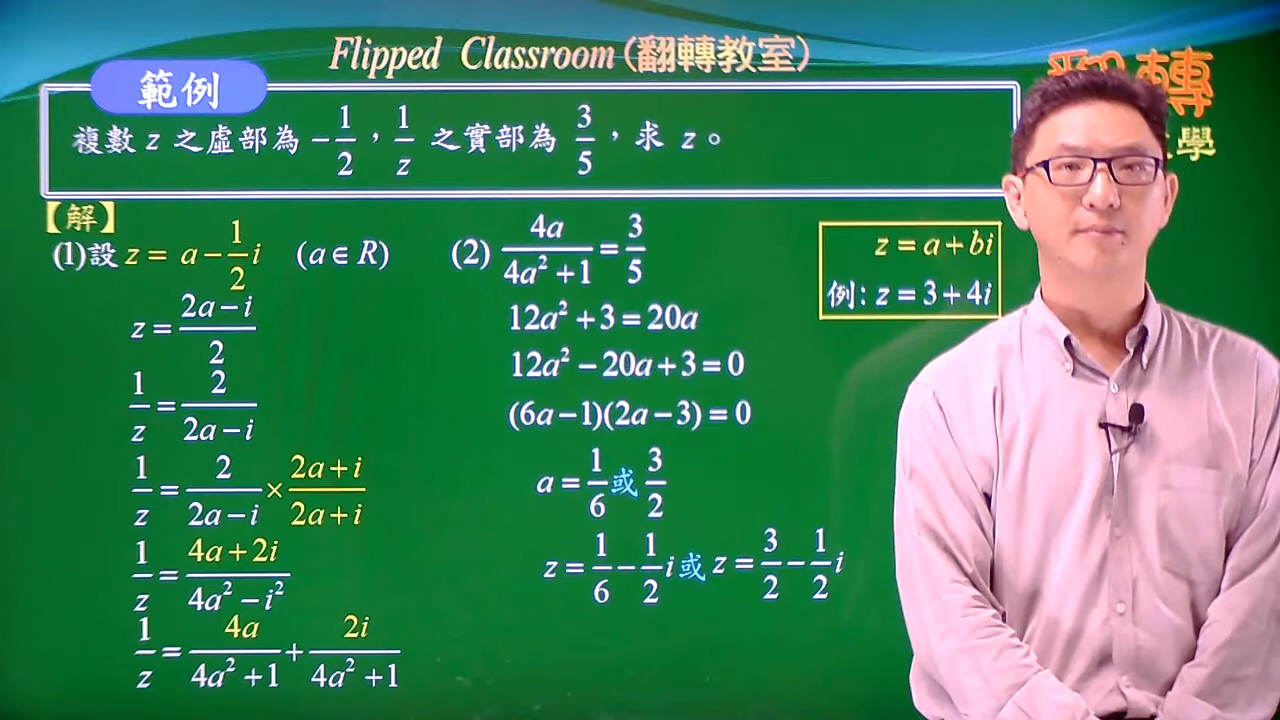 Flipped Classroom(翻轉教室)
翻轉
學
範例
複數 z 之虛部為 -1/2，1/z 之實部為 3/5，求 z。
【解】
(1)設 z = a - 1/2 i (a ∈ R)
z = (2a-i)/2
1/z = 2/(2a-i)
1/z = 2/(2a-i) × (2a+i)/(2a+i)
1/z = (4a+2i)/(4a²-i²)
1/z = 4a/(4a²+1) + 2i/(4a²+1)
(2) 4a/(4a²+1) = 3/5
12a²+3=20a
12a²-20a+3=0
(6a-1)(2a-3)=0
a = 1/6 或 3/2
z = 1/6 - 1/2 i 或 z = 3/2 - 1/2 i
z = a + bi
例: z = 3 + 4i